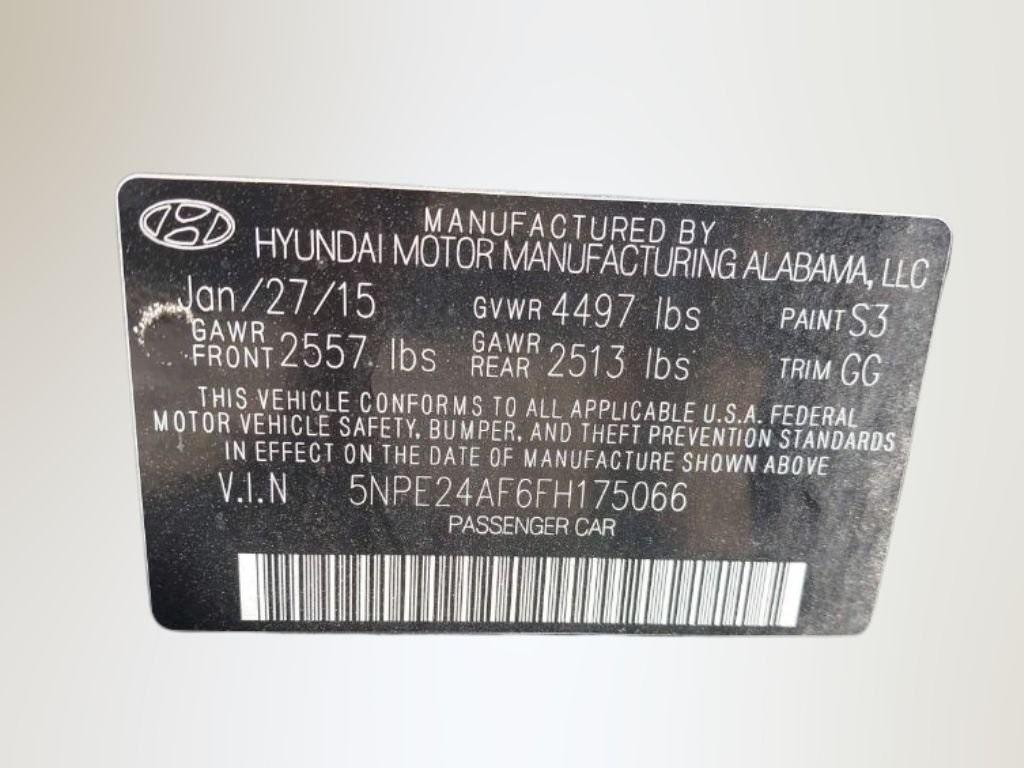 MANUFACTURED BY
HYUNDAI MOTOR MANUFACTURING ALABAMA, LLC
Jan/27/15 GVWR 4497 lbs PAINT S3
GAWR FRONT 2557 lbs GAWR REAR 2513 lbs TRIM GG
THIS VEHICLE CONFORMS TO ALL APPLICABLE U.S.A. FEDERAL
MOTOR VEHICLE SAFETY, BUMPER, AND THEFT PREVENTION STANDARDS
IN EFFECT ON THE DATE OF MANUFACTURE SHOWN ABOVE
V.I.N 5NPE24AF6FH175066
PASSENGER CAR